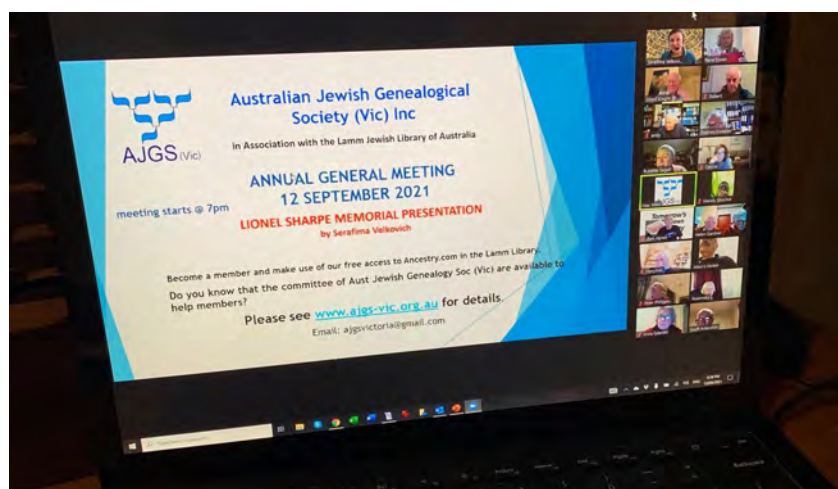 AJGS (Vic)
Australian Jewish Genealogical
Society (Vic) Inc
in Association with the Lamm Jewish Library of Australia
ANNUAL GENERAL MEETING
12 SEPTEMBER 2021
meeting starts @ 7pm
LIONEL SHARPE MEMORIAL PRESENTATION
by Serafima Velkovich
Become a member and make use of our free access to Ancestry.com in the Lamm Library.
Do you know that the committee of Aust Jewish Genealogy Soc (Vic) are available to
help members?
Please see www.ajgs-vic.org.au for details.
Email: ajgsvictoria@gmail.com
AJGS
Tomorrow's